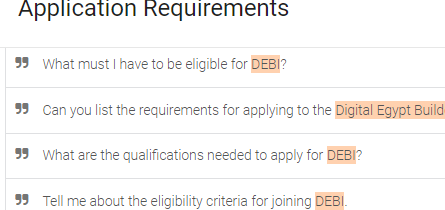 Application Requirements
What must I have to be eligible for DEBI?
Can you list the requirements for applying to the Digital Egypt Build
What are the qualifications needed to apply for DEBI?
Tell me about the eligibility criteria for joining DEBI.